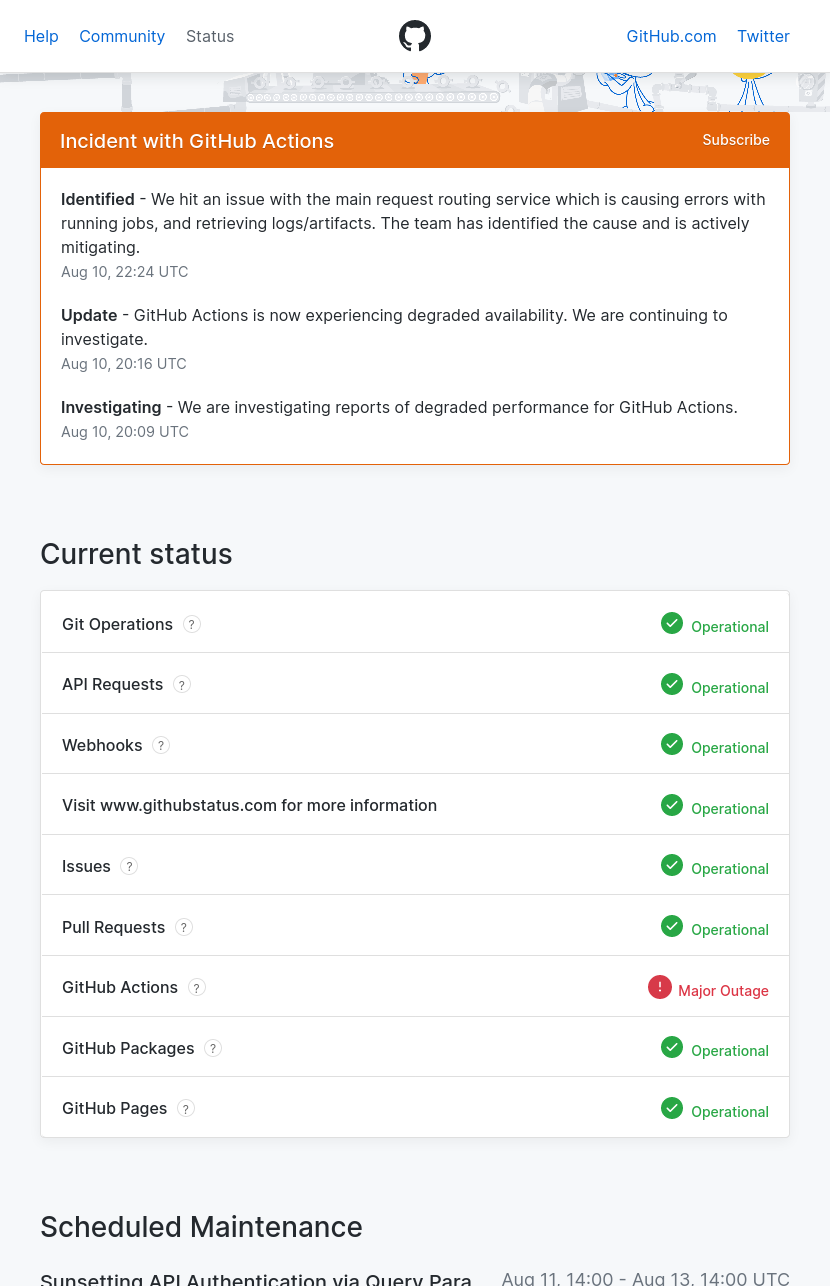 Help Community Status GitHub.com Twitter
Incident with GitHub Actions Subscribe
Identified - We hit an issue with the main request routing service which is causing errors with
running jobs, and retrieving logs/artifacts. The team has identified the cause and is actively
mitigating.
Aug 10, 22:24 UTC
Update - GitHub Actions is now experiencing degraded availability. We are continuing to
investigate.
Aug 10, 20:16 UTC
Investigating - We are investigating reports of degraded performance for GitHub Actions.
Aug 10, 20:09 UTC
Current status
Git Operations ? Operational
API Requests ? Operational
Webhooks ? Operational
Visit www.githubstatus.com for more information Operational
Issues ? Operational
Pull Requests ? Operational
GitHub Actions ? Major Outage
GitHub Packages ? Operational
GitHub Pages ? Operational
Scheduled Maintenance
Sunsetting API Authentication via Query Para Aug 11, 14:00 - Aug 13, 14:00 UTC